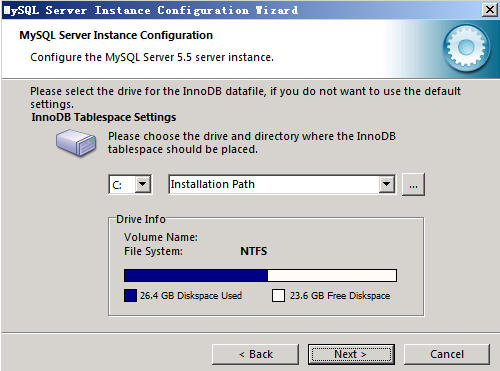 MySQL Server Instance Configuration Wizard
MySQL Server Instance Configuration
Configure the MySQL Server 5.5 server instance.
Please select the drive for the InnoDB datafile, if you do not want to use the default
settings.
InnoDB Tablespace Settings
Please choose the drive and directory where the InnoDB
tablespace should be placed.
C: Installation Path ...
Drive Info
Volume Name:
File System: NTFS
26.4 GB Diskspace Used 23.6 GB Free Diskspace
< Back Next > Cancel